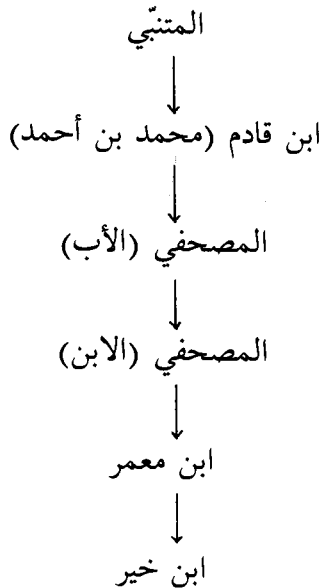 المتنبّي
ابن قادم (محمد بن أحمد)
المصحفي (الأب)
المصحفي (الابن)
ابن معمر
ابن خير